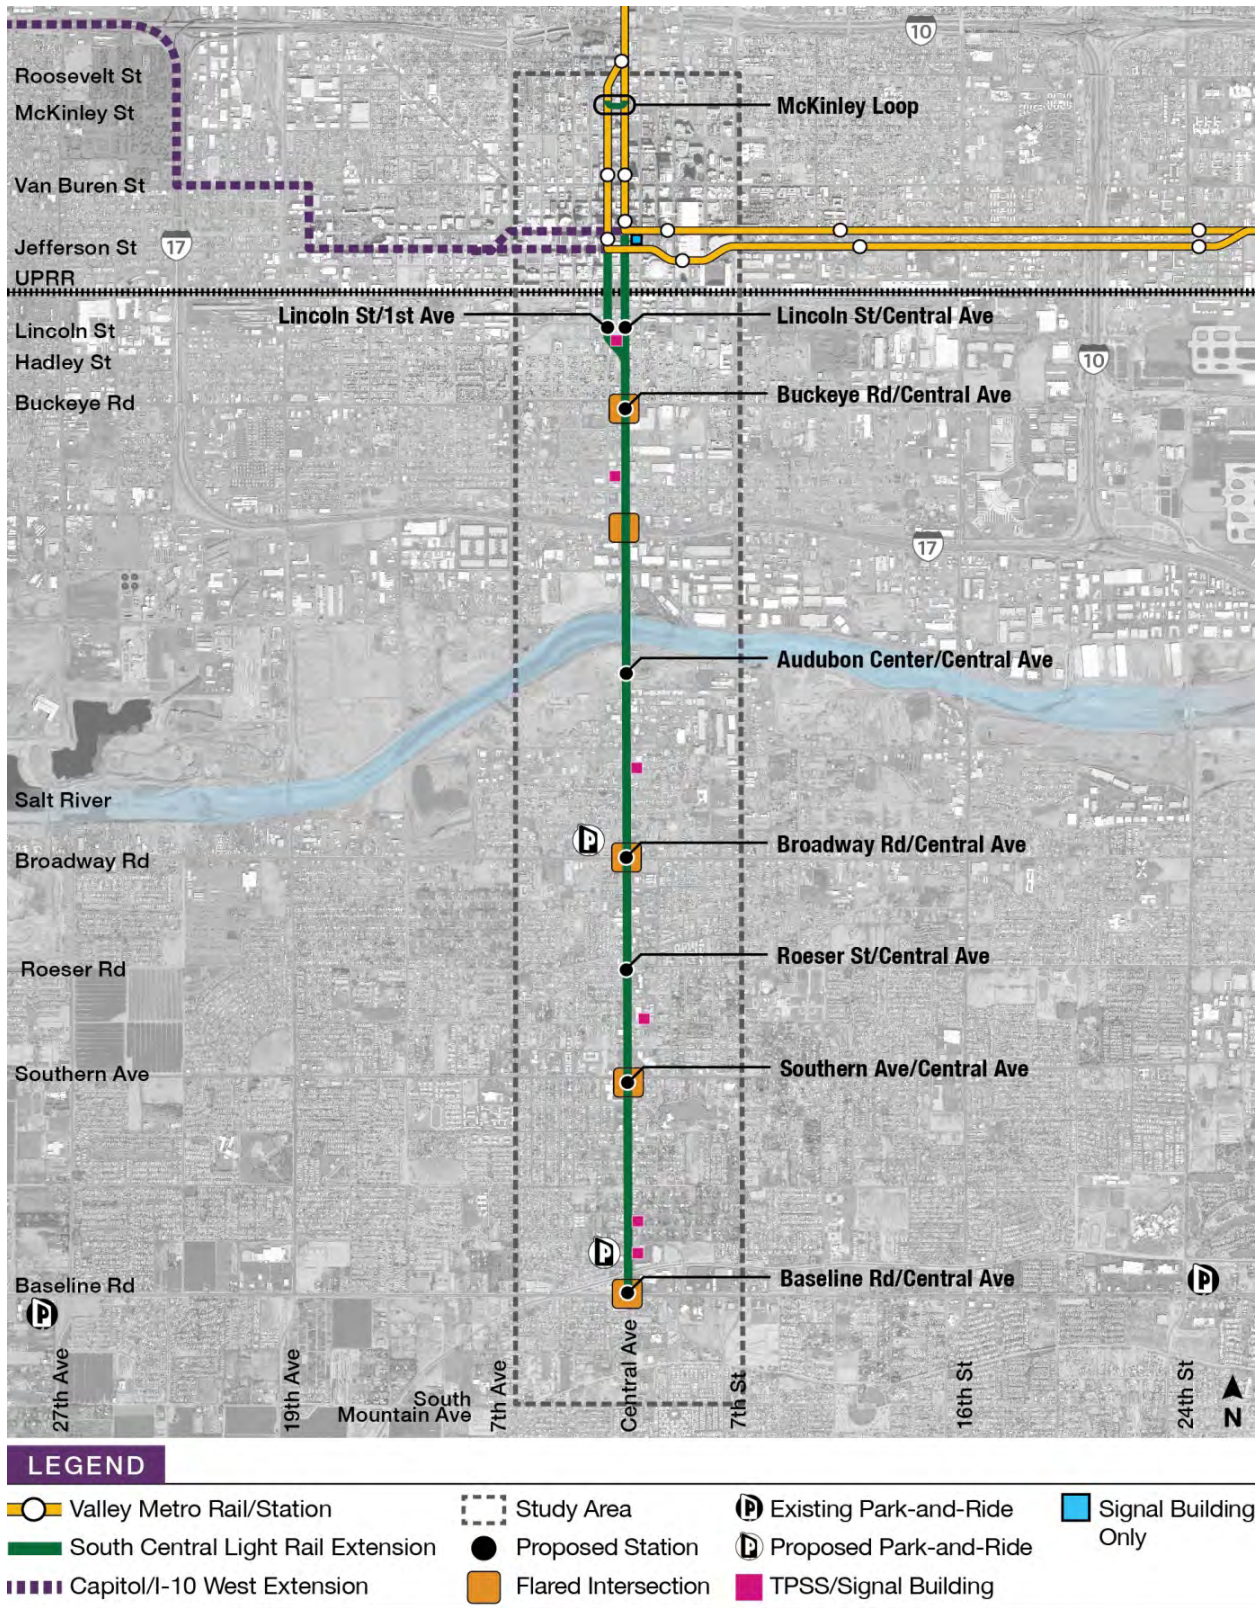 10
Roosevelt St
McKinley St
McKinley Loop
Van Buren St
Jefferson St
17
UPRR
Lincoln St/1st Ave
Lincoln St/Central Ave
Lincoln St
Hadley St
10
Buckeye Rd
Buckeye Rd/Central Ave
17
Audubon Center/Central Ave
Salt River
P
Broadway Rd
Broadway Rd/Central Ave
Roeser Rd
Roeser St/Central Ave
Southern Ave
Southern Ave/Central Ave
P
Baseline Rd
Baseline Rd/Central Ave
P
P
27th Ave
19th Ave
South
Mountain Ave
7th Ave
Central Ave
7th St
16th St
24th St
N
LEGEND
Valley Metro Rail/Station
South Central Light Rail Extension
Capitol/I-10 West Extension
Study Area
Proposed Station
Flared Intersection
P Existing Park-and-Ride
P Proposed Park-and-Ride
TPSS/Signal Building
Signal Building
Only